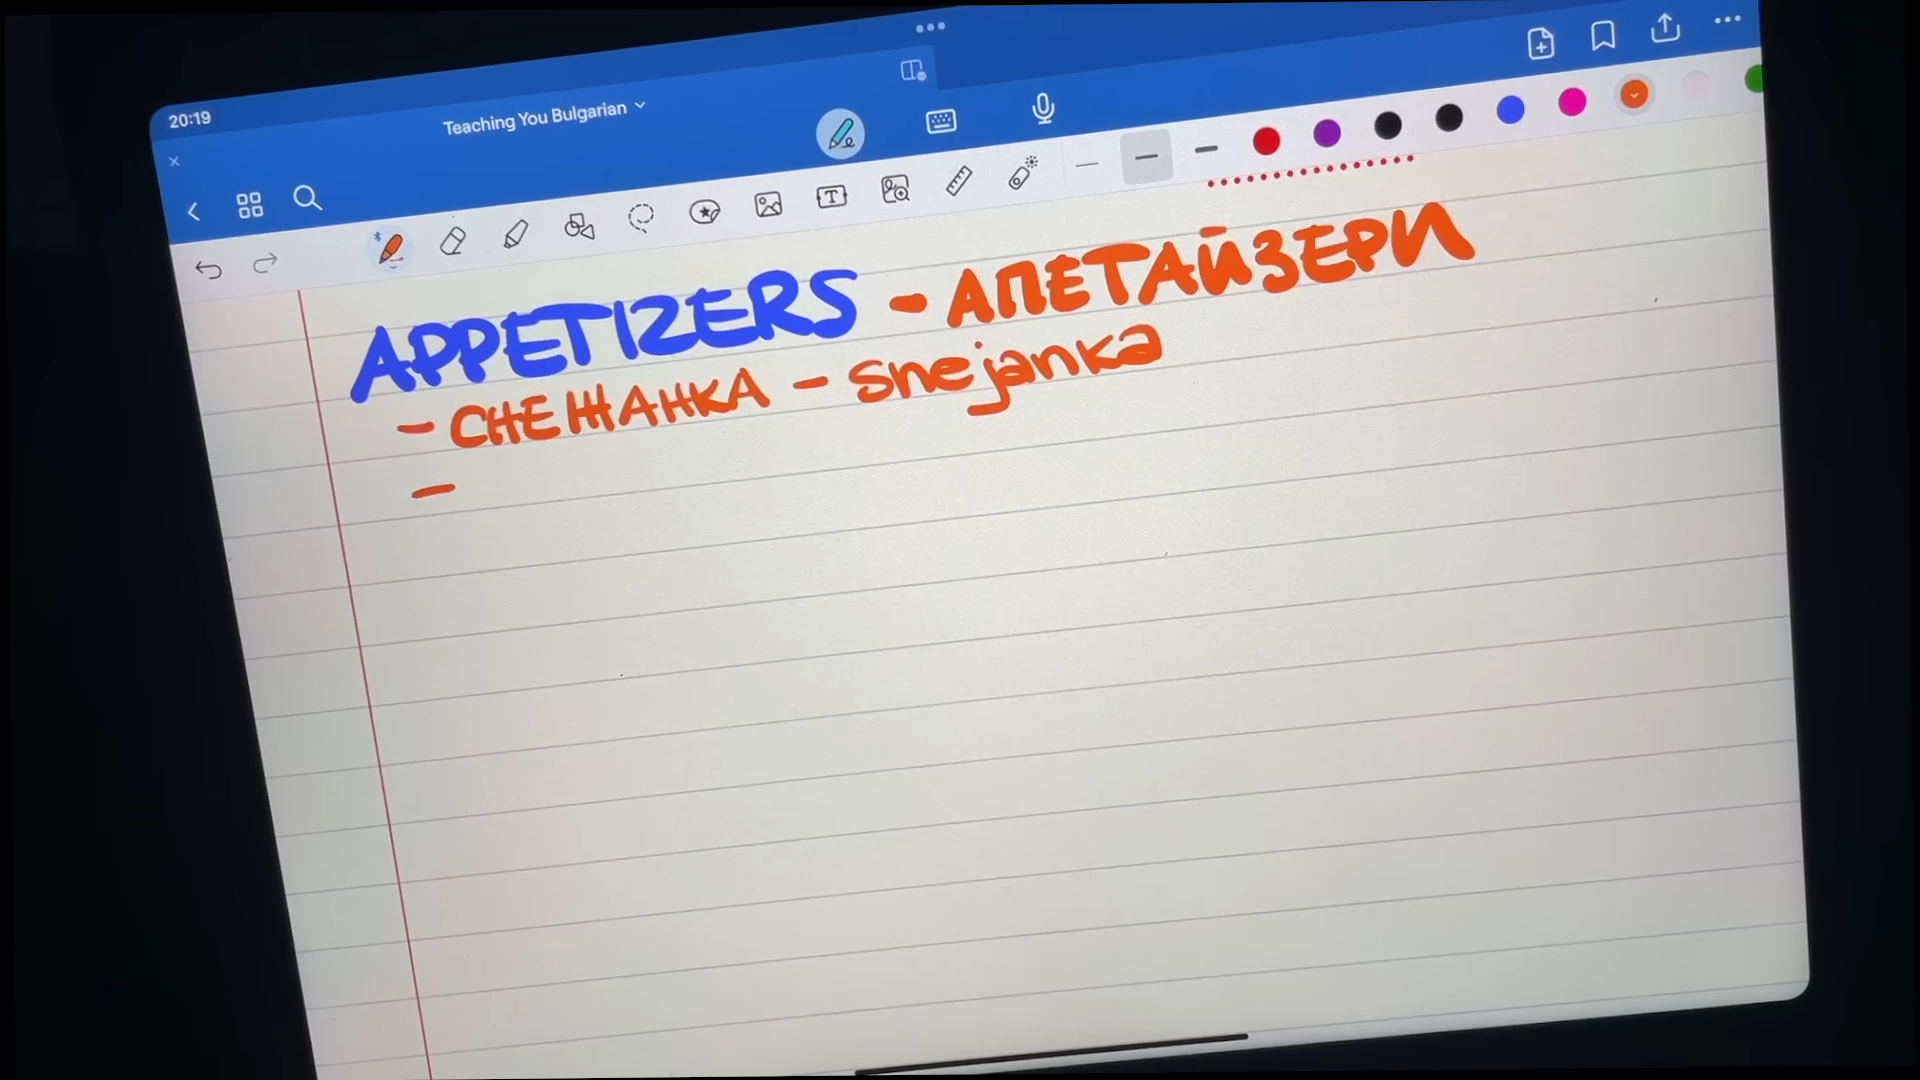 20:19
Teaching You Bulgarian
APPETIZERS - АПЕТАЙЗЕРИ
- СНЕЖАНКА - Snejanka
-